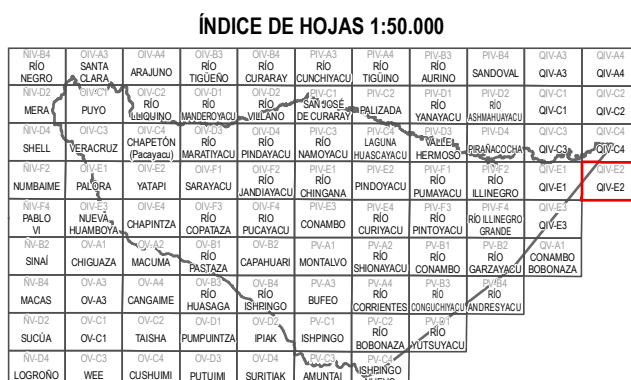 ÍNDICE DE HOJAS 1:50.000
ÑIV-B4 OIV-A3 OIV-A4 OIV-B3 OIV-B4 PIV-A3 PIV-A4 PIV-B3 PIV-B4 QIV-A3 QIV-A4
RÍO NEGRO SANTA CLARA ARAJUNO RÍO TIGÜEÑO RÍO CURARAY RÍO CUNCHIYACU RÍO TIGÜINO RÍO AURINO SANDOVAL QIV-A3 QIV-A4
ÑIV-D2 OIV-C1 OIV-C2 OIV-D1 OIV-D2 PIV-C1 PIV-C2 PIV-D1 PIV-D2 QIV-C1 QIV-C2
MERA PUYO RÍO LLIQUINO RÍO MANDEROYACU RÍO VILLANO SAN JOSÉ DE CURARAY PALIZADA RÍO YANAYACU RÍO ASHMAHUAYACU QIV-C1 QIV-C2
ÑIV-D4 OIV-C3 OIV-C4 OIV-D3 OIV-D4 PIV-C3 PIV-C4 PIV-D3 PIV-D4 QIV-C3 QIV-C4
SHELL VERACRUZ CHAPETÓN (Pacayacu) RÍO MARATIYACU RÍO PINDAYACU RÍO NAMOYACU LAGUNA HUASCAYACU VALLE HERMOSO PIRAÑACOCHA QIV-C3 QIV-C4
ÑIV-F2 OIV-E1 OIV-E2 OIV-F1 OIV-F2 PIV-E1 PIV-E2 PIV-F1 PIV-F2 QIV-E1 QIV-E2
NUMBAIME PALORA YATAPI SARAYACU RÍO JANDIAYACU RÍO CHINGANA PINDOYACU RÍO PUMAYACU RÍO ILLINEGRO QIV-E1 QIV-E2
ÑIV-F4 OIV-E3 OIV-E4 OIV-F3 OIV-F4 PIV-E3 PIV-E4 PIV-F3 PIV-F4 QIV-E3
PABLO VI NUEVA HUAMBOYA CHAPINTZA RÍO COPATAZA RÍO PUCAYACU CONAMBO RÍO CURIYACU RÍO PINTOYACU RÍO ILLINEGRO GRANDE QIV-E3
ÑV-B2 OV-A1 OV-A2 OV-B1 OV-B2 PV-A1 PV-A2 PV-B1 PV-B2 QV-A1
SINAÍ CHIGUAZA MACUMA RÍO PASTAZA CAPAHUARI MONTALVO RÍO SHIONAYACU RÍO CONAMBO RÍO GARZAYACU CONAMBO BOBONAZA
ÑV-B4 OV-A3 OV-A4 OV-B3 OV-B4 PV-A3 PV-A4 PV-B3 PV-B4
MACAS OV-A3 CANGAIME RÍO HUASAGA RÍO ISHPINGO BUFEO RÍO CORRIENTES RÍO CONGUCHIYACU RÍO ANDRESYACU
ÑV-D2 OV-C1 OV-C2 OV-D1 OV-D2 PV-C1 PV-C2 PV-D1
SUCÚA OV-C1 TAISHA PUMPUINTZA IPIAK ISHPINGO RÍO BOBONAZA RÍO YUTSUYACU
ÑV-D4 OV-C3 OV-C4 OV-D3 OV-D4 PV-C3 PV-C4
LOGROÑO WEE CUSHUIMI PUTUIMI SURITIAK AMUNTAI ISHPINGO